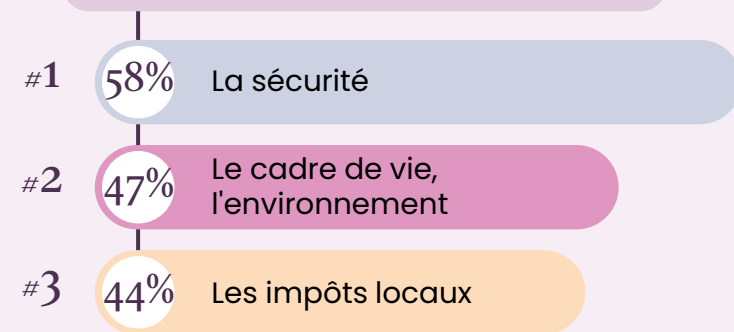 #1 58% La sécurité
#2 47% Le cadre de vie,
l'environnement
#3 44% Les impôts locaux